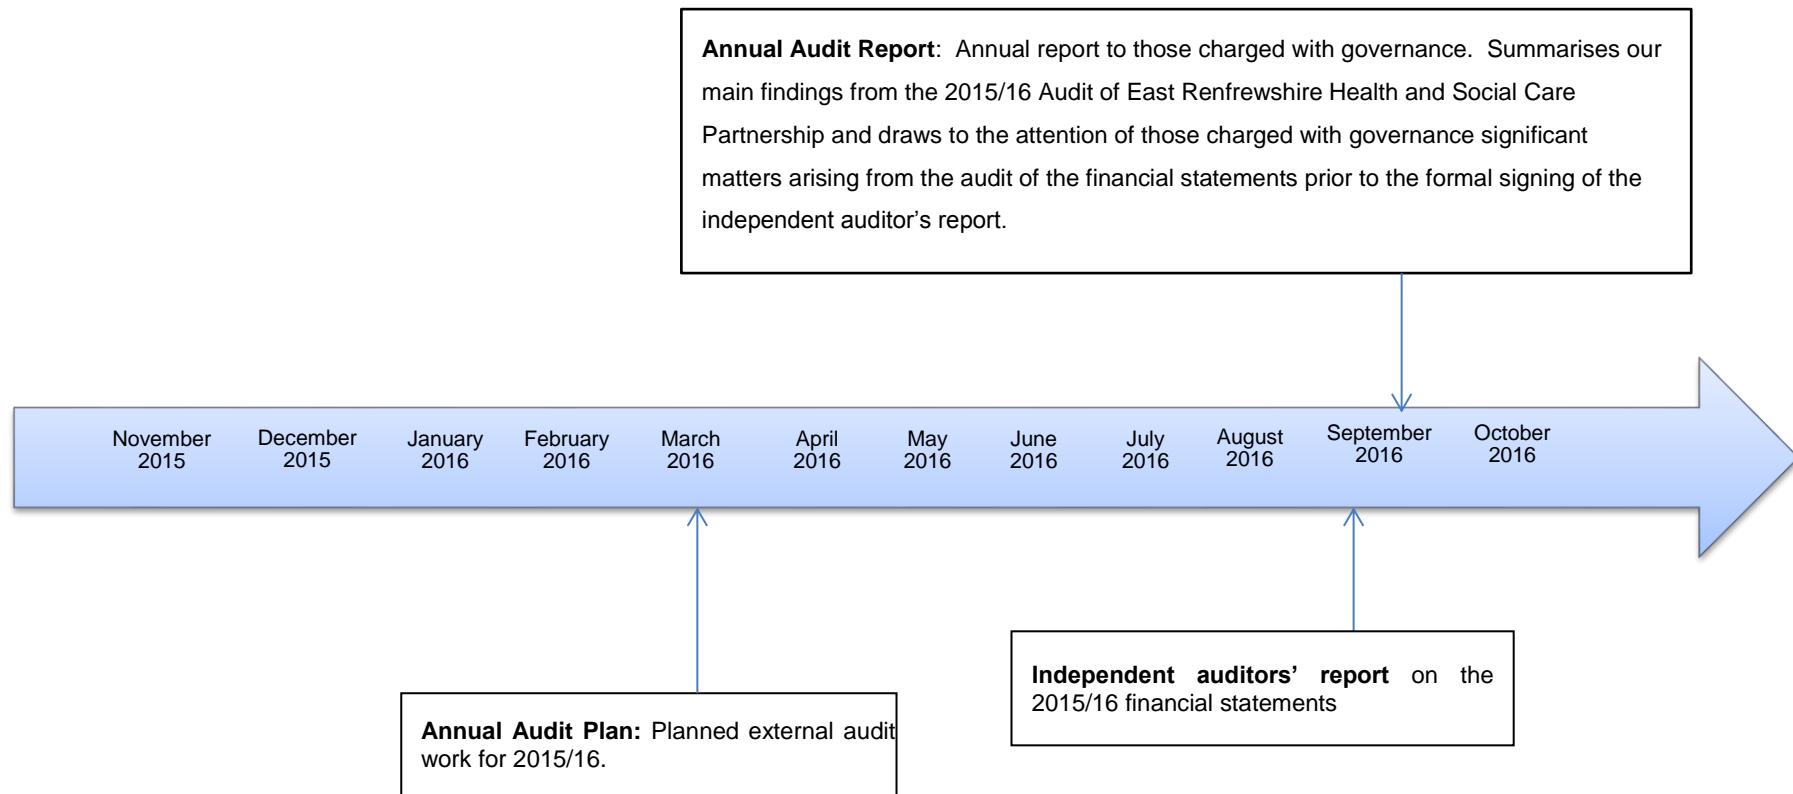 Annual Audit Report:  Annual report to those charged with governance.  Summarises our
main findings from the 2015/16 Audit of East Renfrewshire Health and Social Care
Partnership and draws to the attention of those charged with governance significant
matters arising from the audit of the financial statements prior to the formal signing of the
independent auditor’s report.
November
2015
December
2015
January
2016
February
2016
March
2016
April
2016
May
2016
June
2016
July
2016
August
2016
September
2016
October
2016
Independent auditors’ report on the
2015/16 financial statements
Annual Audit Plan: Planned external audit
work for 2015/16.